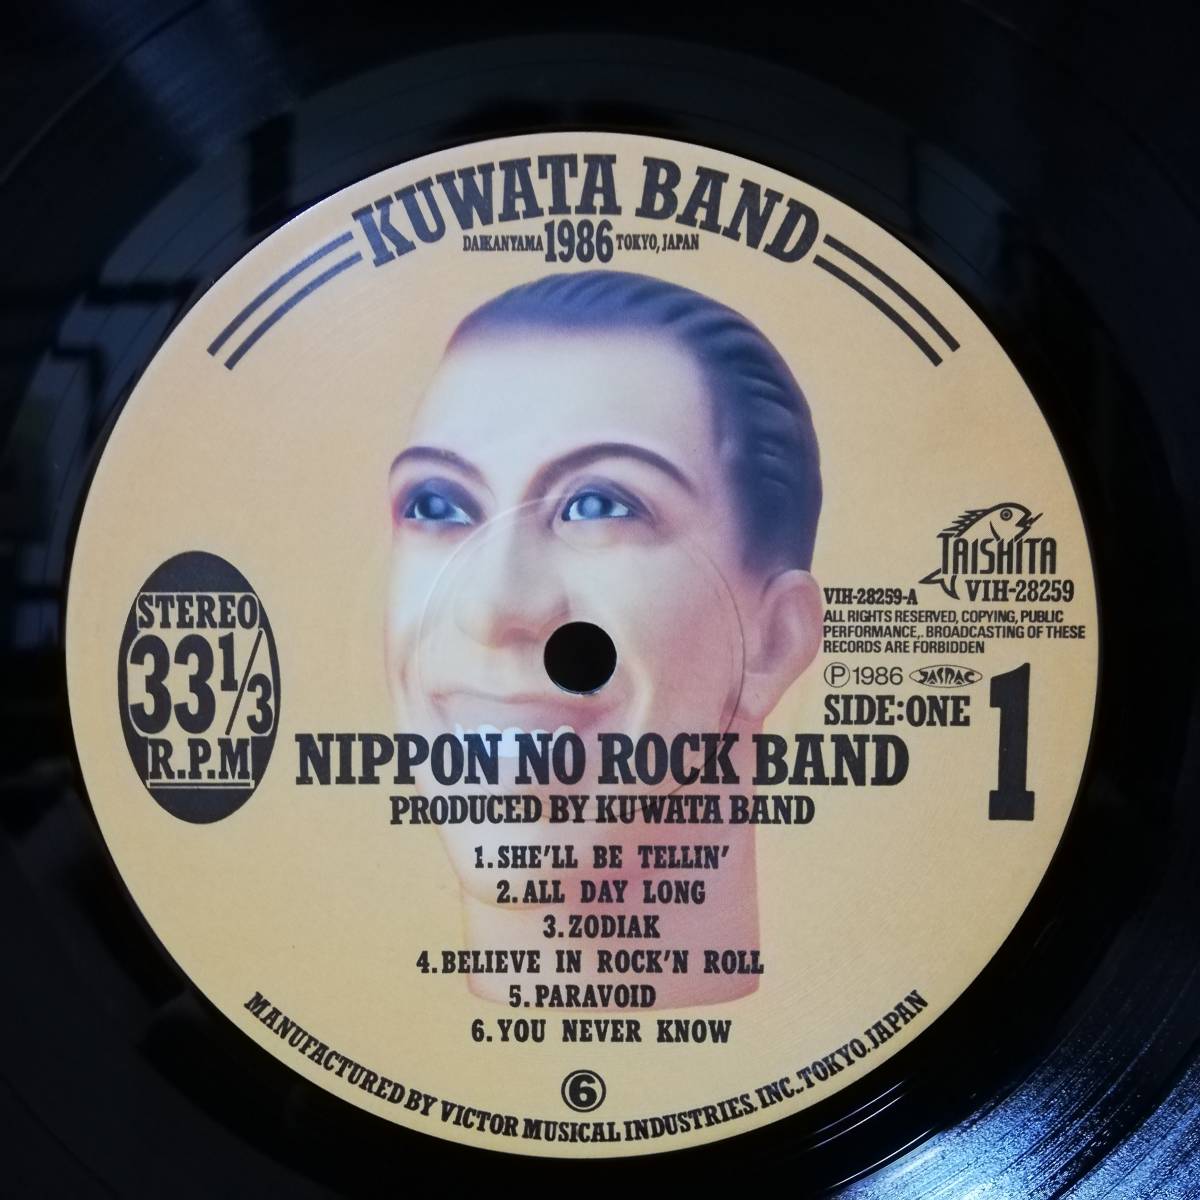 KUWATA BAND
DAIKANYAMA 1986 TOKYO, JAPAN
TAISHITA
VIH-28259
VIH-28259-A
ALL RIGHTS RESERVED, COPYING, PUBLIC
PERFORMANCE,. BROADCASTING OF THESE
RECORDS ARE FORBIDDEN
Ⓟ1986 JASRAC
SIDE:ONE 1
STEREO
33 1/3
R.P.M
NIPPON NO ROCK BAND
PRODUCED BY KUWATA BAND
1.SHE'LL BE TELLIN'
2.ALL DAY LONG
3.ZODIAK
4.BELIEVE IN ROCK'N ROLL
5.PARAVOID
6.YOU NEVER KNOW
⑥
MANUFACTURED BY VICTOR MUSICAL INDUSTRIES. INC.. TOKYO. JAPAN